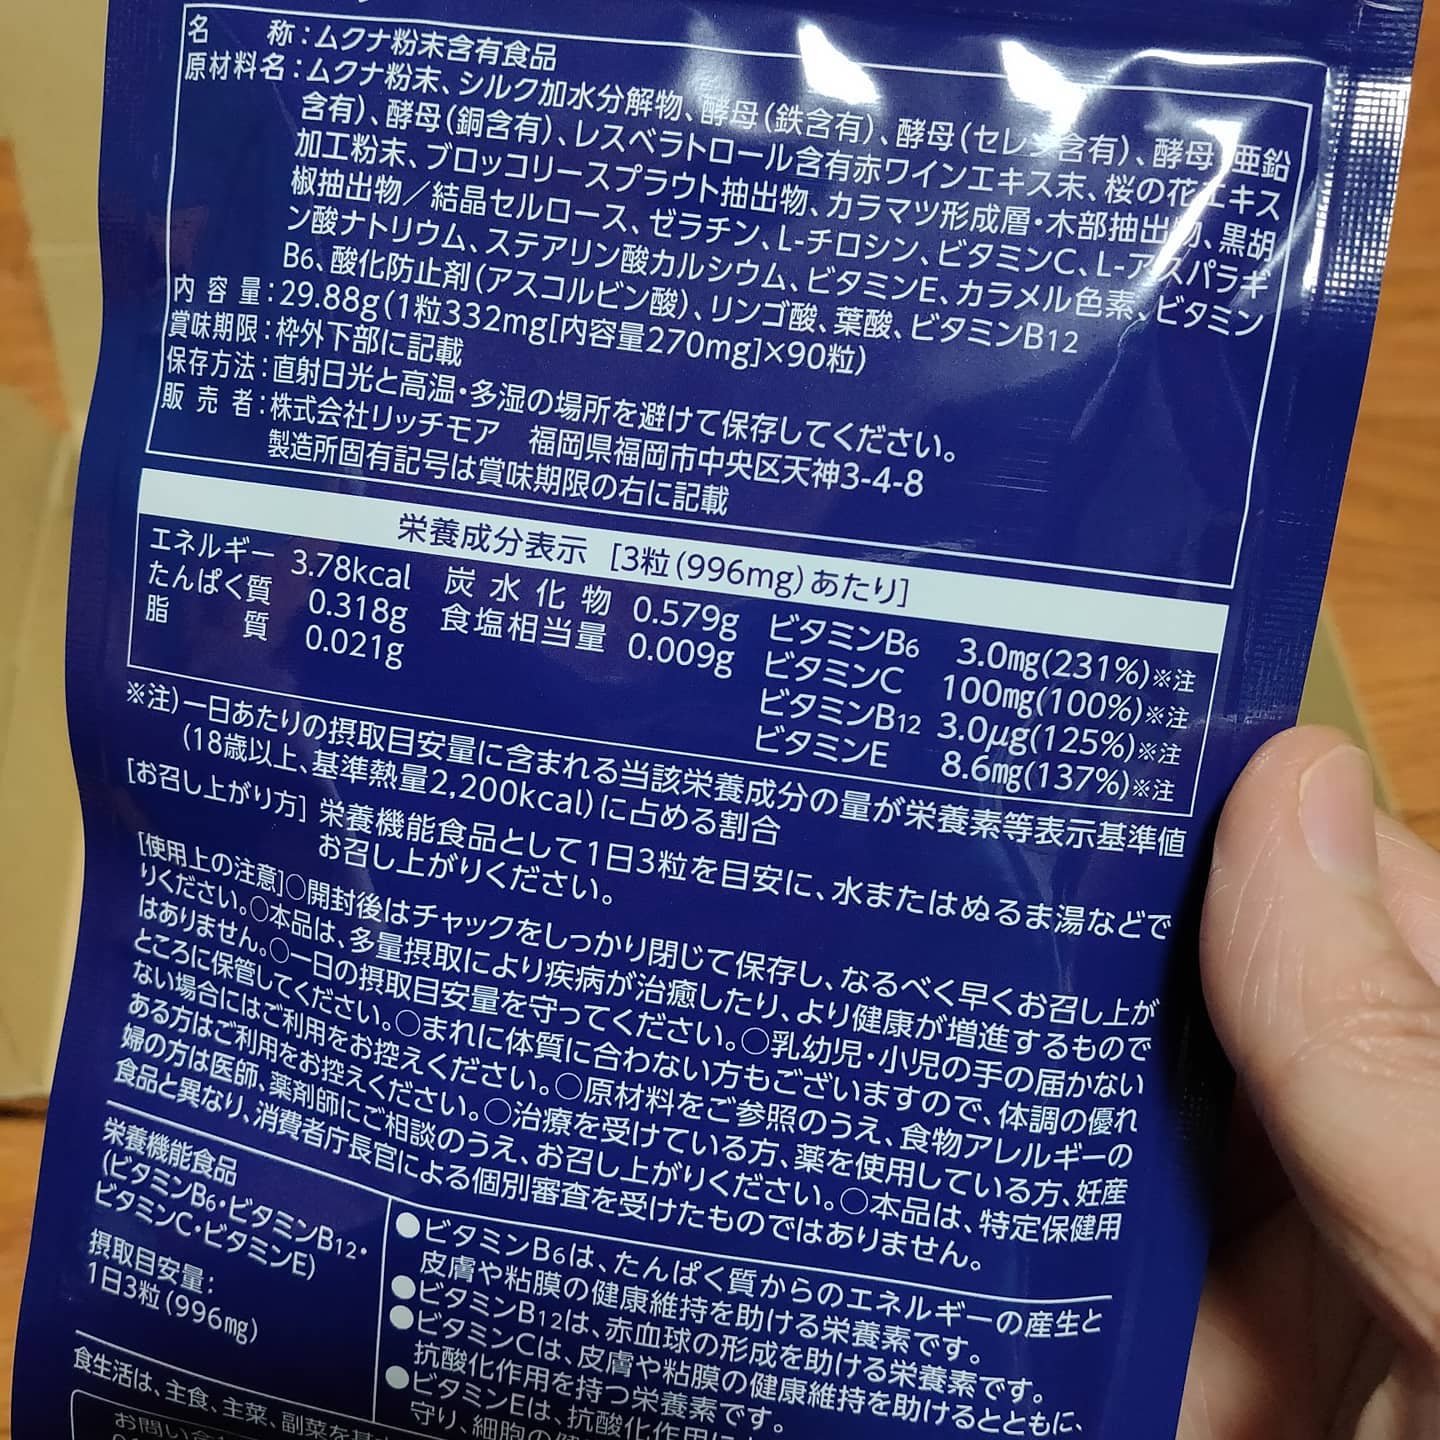 名称:ムクナ粉末含有食品
原材料名:ムクナ粉末、シルク加水分解物、酵母(鉄含有)、酵母(セレン含有)、酵母(亜鉛
含有)、酵母(銅含有)、レスベラトロール含有赤ワインエキス末、桜の花エキス
加工粉末、ブロッコリースプラウト抽出物、カラマツ形成層・木部抽出物、黒胡
椒抽出物/結晶セルロース、ゼラチン、L-チロシン、ビタミンC、L-アスパラギ
ン酸ナトリウム、ステアリン酸カルシウム、ビタミンE、カラメル色素、ビタミン
B6、酸化防止剤(アスコルビン酸)、リンゴ酸、葉酸、ビタミンB12
内容量:29.88g(1粒332mg[内容量270mg]×90粒)
賞味期限:枠外下部に記載
保存方法:直射日光と高温・多湿の場所を避けて保存してください。
販売者:株式会社リッチモア 福岡県福岡市中央区天神3-4-8
製造所固有記号は賞味期限の右に記載
栄養成分表示 [3粒(996mg)あたり]
エネルギー 3.78kcal 炭水化物 0.579g ビタミンB6 3.0mg(231%)※注
たんぱく質 0.318g 食塩相当量 0.009g ビタミンC 100mg(100%)※注
脂質 0.021g ビタミンB12 3.0μg(125%)※注
ビタミンE 8.6mg(137%)※注
※注)一日あたりの摂取目安量に含まれる当該栄養成分の量が栄養素等表示基準値
(18歳以上、基準熱量2,200kcal)に占める割合
[お召し上がり方] 栄養機能食品として1日3粒を目安に、水またはぬるま湯などで
お召し上がりください。
[使用上の注意]○開封後はチャックをしっかり閉じて保存し、なるべく早くお召し上が
りください。○本品は、多量摂取により疾病が治癒したり、より健康が増進するもので
はありません。○一日の摂取目安量を守ってください。○乳幼児・小児の手の届かない
ところに保管してください。○まれに体質に合わない方もございますので、体調の優れ
ない場合にはご利用をお控えください。○原材料をご参照のうえ、食物アレルギーの
ある方はご利用をお控えください。○治療を受けている方、薬を使用している方、妊産
婦の方は医師、薬剤師にご相談のうえ、お召し上がりください。○本品は、特定保健用
食品と異なり、消費者庁長官による個別審査を受けたものではありません。
栄養機能食品
(ビタミンB6・ビタミンB12・
ビタミンC・ビタミンE)
摂取目安量:
1日3粒(996mg)
●ビタミンB6は、たんぱく質からのエネルギーの産生と
皮膚や粘膜の健康維持を助ける栄養素です。
●ビタミンB12は、赤血球の形成を助ける栄養素です。
●ビタミンCは、皮膚や粘膜の健康維持を助けるとともに、
抗酸化作用を持つ栄養素です。
●ビタミンEは、抗酸化作用に
守り、細胞の
食生活は、主食、主菜、副菜を基
お問い合